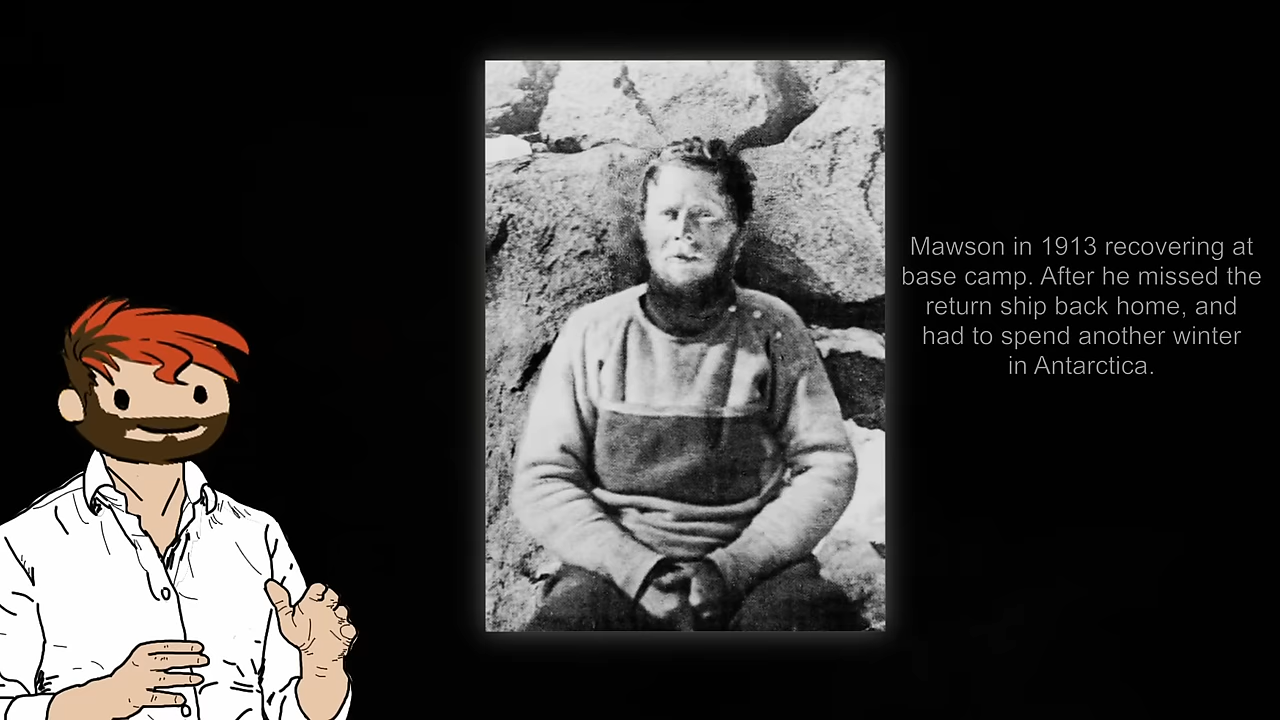 Mawson in 1913 recovering at
base camp. After he missed the
return ship back home, and
had to spend another winter
in Antarctica.